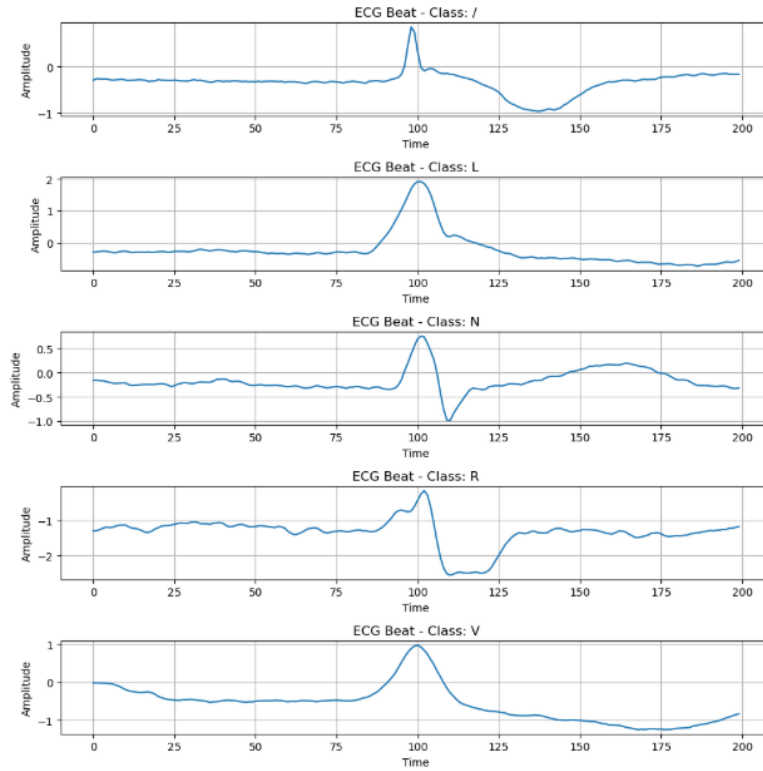 ECG Beat - Class: /
Amplitude
0
−1
0 25 50 75 100 125 150 175 200
Time
ECG Beat - Class: L
Amplitude
2
1
0
0 25 50 75 100 125 150 175 200
Time
ECG Beat - Class: N
Amplitude
0.5
0.0
−0.5
−1.0
0 25 50 75 100 125 150 175 200
Time
ECG Beat - Class: R
Amplitude
−1
−2
0 25 50 75 100 125 150 175 200
Time
ECG Beat - Class: V
Amplitude
1
0
−1
0 25 50 75 100 125 150 175 200
Time